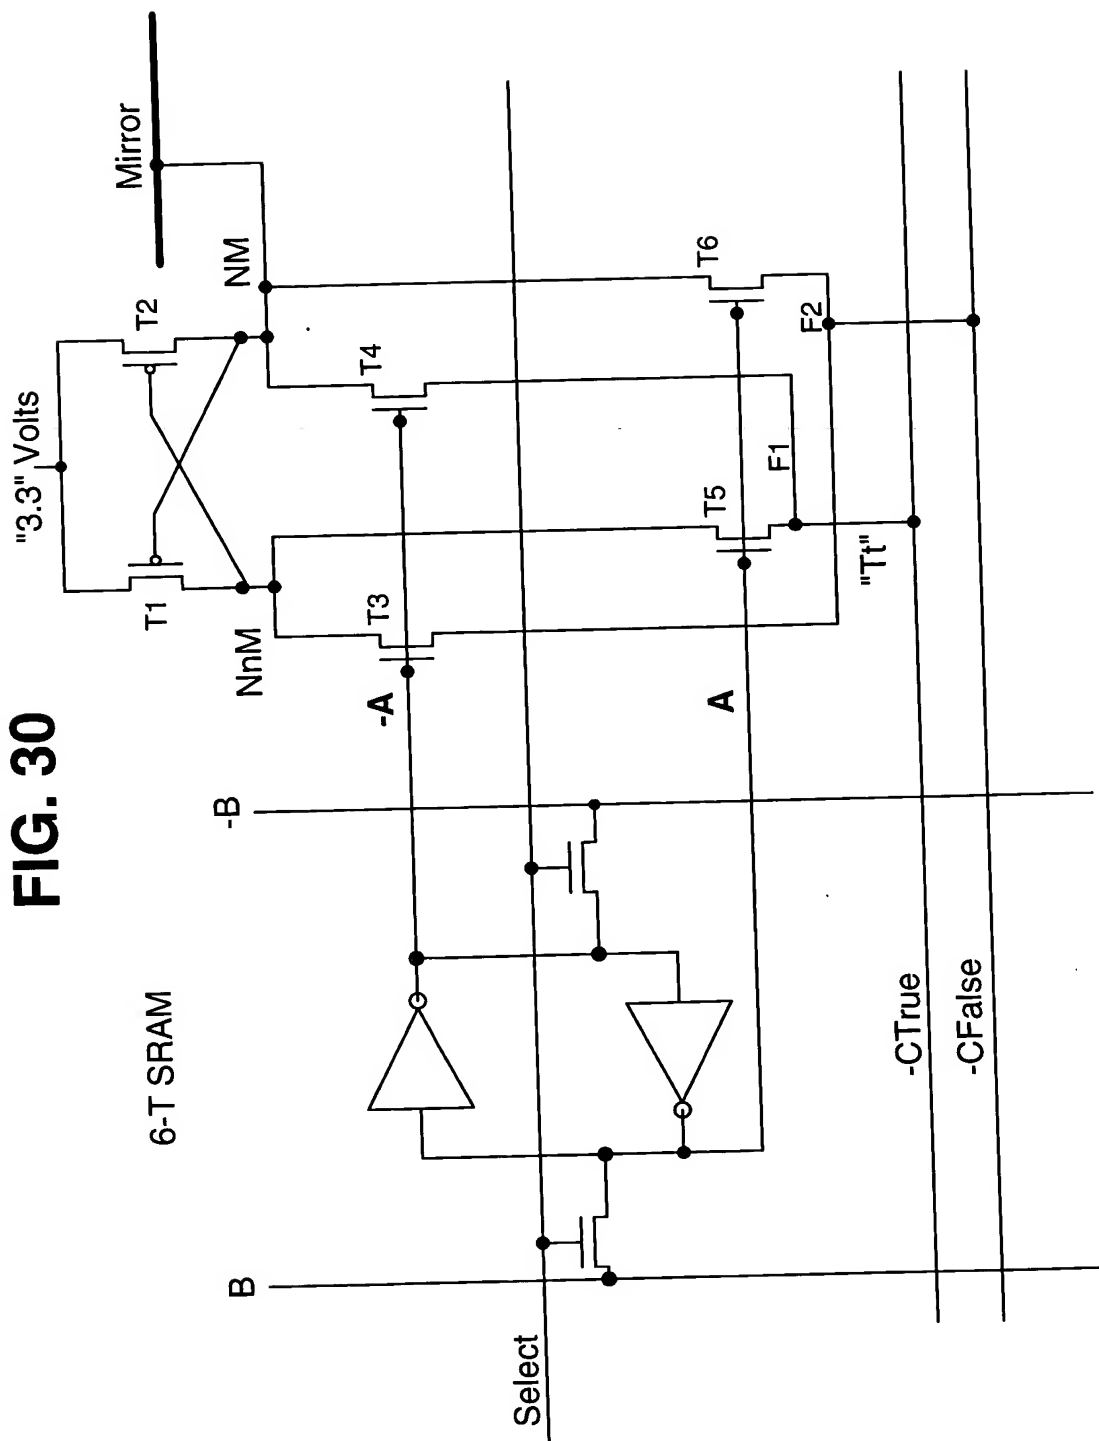 FIG. 30
6-T SRAM
"3.3" Volts
Mirror
T1
T2
NnM
NM
T3
T4
-A
T5
T6
A
F1
F2
"Tt"
B
-B
Select
-CTrue
-CFalse